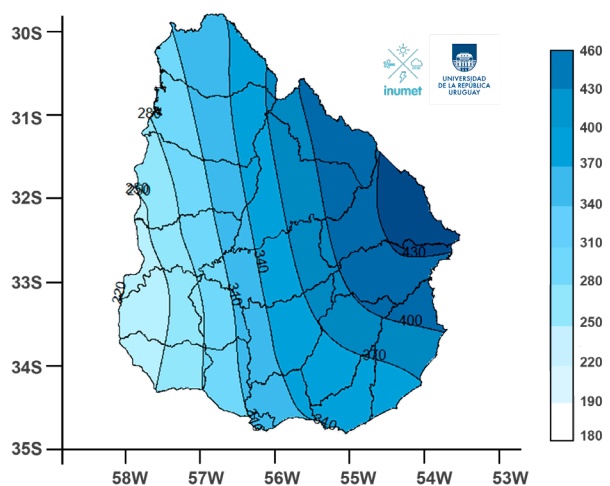 30S
31S
32S
33S
34S
35S
58W
57W
56W
55W
54W
53W
280
250
220
340
340
430
400
370
340
inumet
UNIVERSIDAD
DE LA REPÚBLICA
URUGUAY
460
430
400
370
340
310
280
250
220
190
180